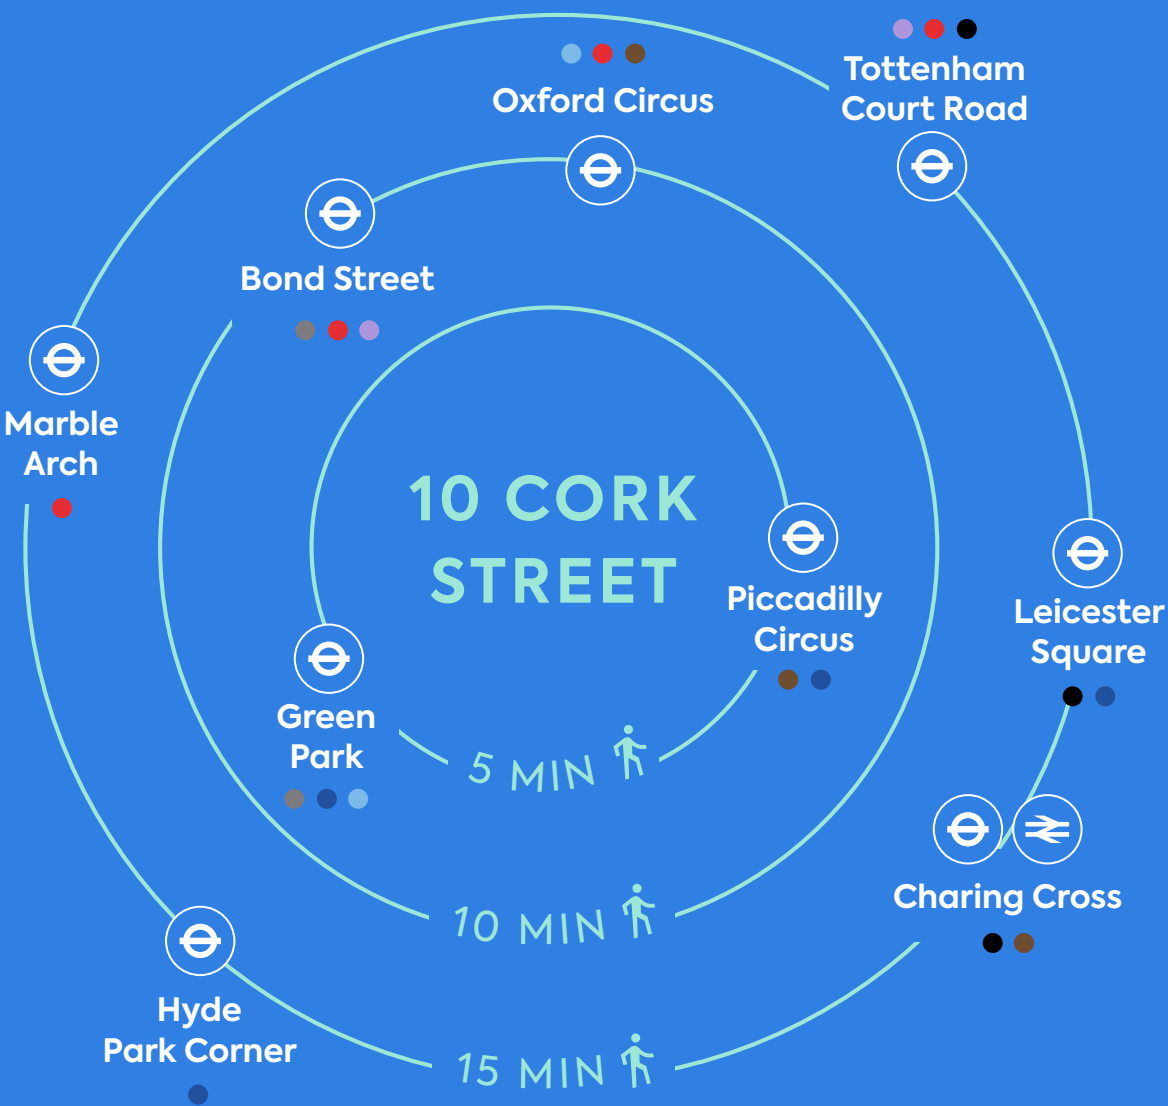 Tottenham
Court Road
Oxford Circus
Bond Street
Marble
Arch
10 CORK
STREET
Piccadilly
Circus
Leicester
Square
Green
Park
5 MIN
Charing Cross
10 MIN
Hyde
Park Corner
15 MIN